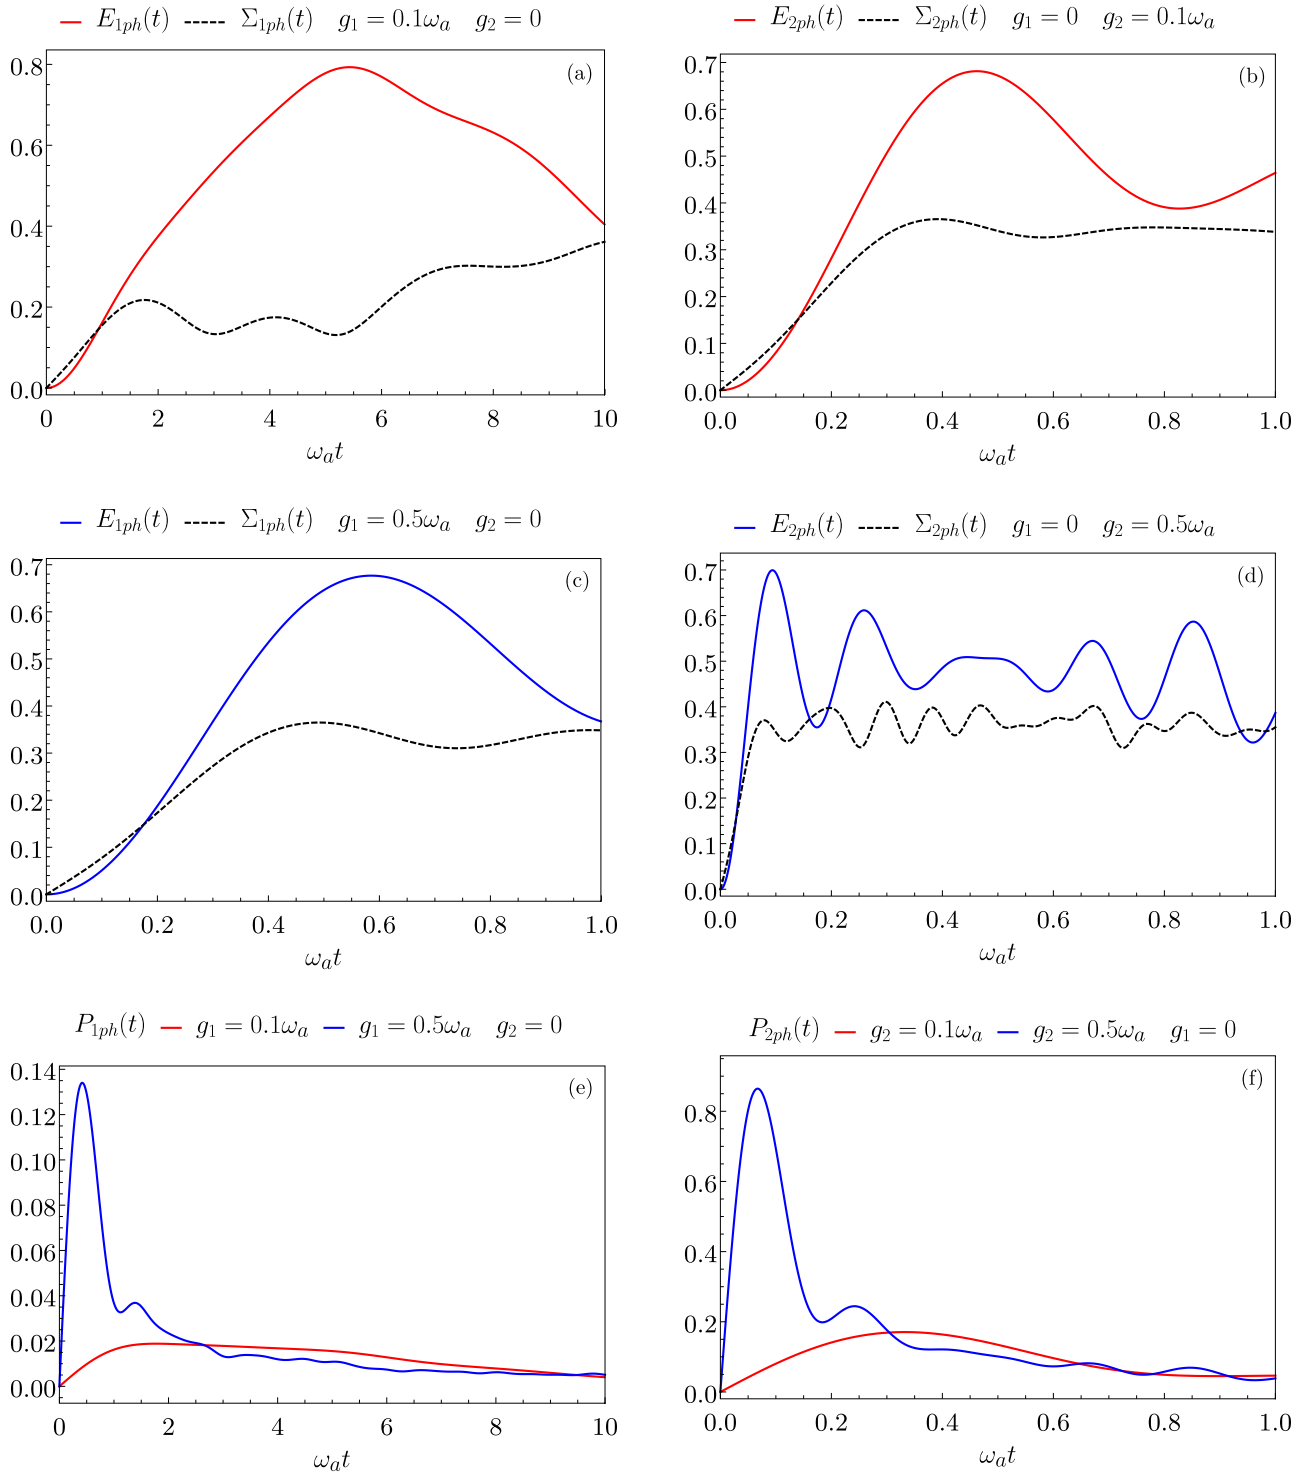 E_{1ph}(t) Σ_{1ph}(t) g_1 = 0.1ω_a g_2 = 0
(a)
0.8
0.6
0.4
0.2
0.0
0 2 4 6 8 10
ω_a t
E_{2ph}(t) Σ_{2ph}(t) g_1 = 0 g_2 = 0.1ω_a
(b)
0.7
0.6
0.5
0.4
0.3
0.2
0.1
0.0
0.0 0.2 0.4 0.6 0.8 1.0
ω_a t
E_{1ph}(t) Σ_{1ph}(t) g_1 = 0.5ω_a g_2 = 0
(c)
0.7
0.6
0.5
0.4
0.3
0.2
0.1
0.0
0.0 0.2 0.4 0.6 0.8 1.0
ω_a t
E_{2ph}(t) Σ_{2ph}(t) g_1 = 0 g_2 = 0.5ω_a
(d)
0.7
0.6
0.5
0.4
0.3
0.2
0.1
0.0
0.0 0.2 0.4 0.6 0.8 1.0
ω_a t
P_{1ph}(t) g_1 = 0.1ω_a g_1 = 0.5ω_a g_2 = 0
(e)
0.14
0.12
0.10
0.08
0.06
0.04
0.02
0.00
0 2 4 6 8 10
ω_a t
P_{2ph}(t) g_2 = 0.1ω_a g_2 = 0.5ω_a g_1 = 0
(f)
0.8
0.6
0.4
0.2
0.0
0.0 0.2 0.4 0.6 0.8 1.0
ω_a t